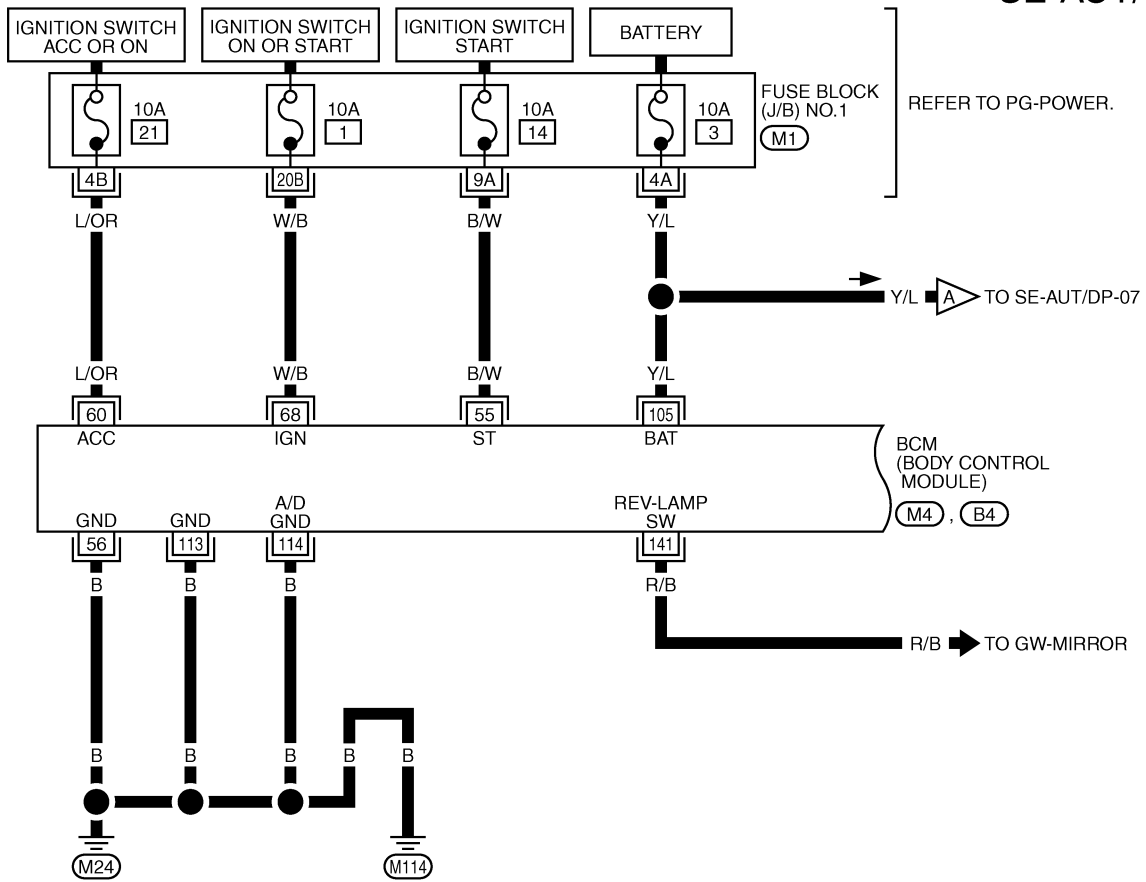 IGNITION SWITCH
ACC OR ON
IGNITION SWITCH
ON OR START
IGNITION SWITCH
START
BATTERY
10A
21
10A
1
10A
14
10A
3
FUSE BLOCK
(J/B) NO.1
M1
REFER TO PG-POWER.
4B
20B
9A
4A
L/OR
W/B
B/W
Y/L
Y/L
A
TO SE-AUT/DP-07
L/OR
W/B
B/W
Y/L
60
68
55
105
ACC
IGN
ST
BAT
BCM
(BODY CONTROL
MODULE)
M4 , B4
GND
GND
A/D
GND
REV-LAMP
SW
56
113
114
141
B
B
B
R/B
R/B
TO GW-MIRROR
B
B
B
B
B
M24
M114